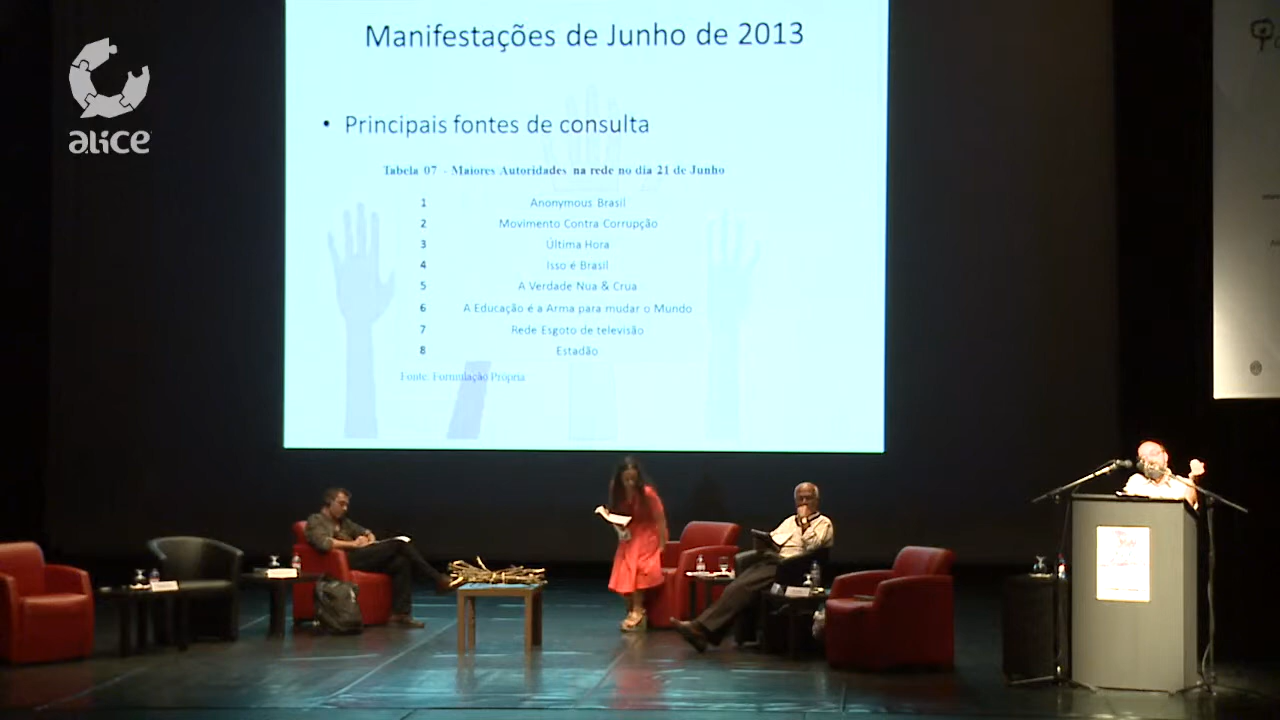 alice
Manifestações de Junho de 2013
• Principais fontes de consulta
Tabela 07 - Maiores Autoridades na rede no dia 21 de Junho
1 Anonymous Brasil
2 Movimento Contra Corrupção
3 Última Hora
4 Isso é Brasil
5 A Verdade Nua & Crua
6 A Educação é a Arma para mudar o Mundo
7 Rede Esgoto de televisão
8 Estadão
Fonte: Formulação Própria